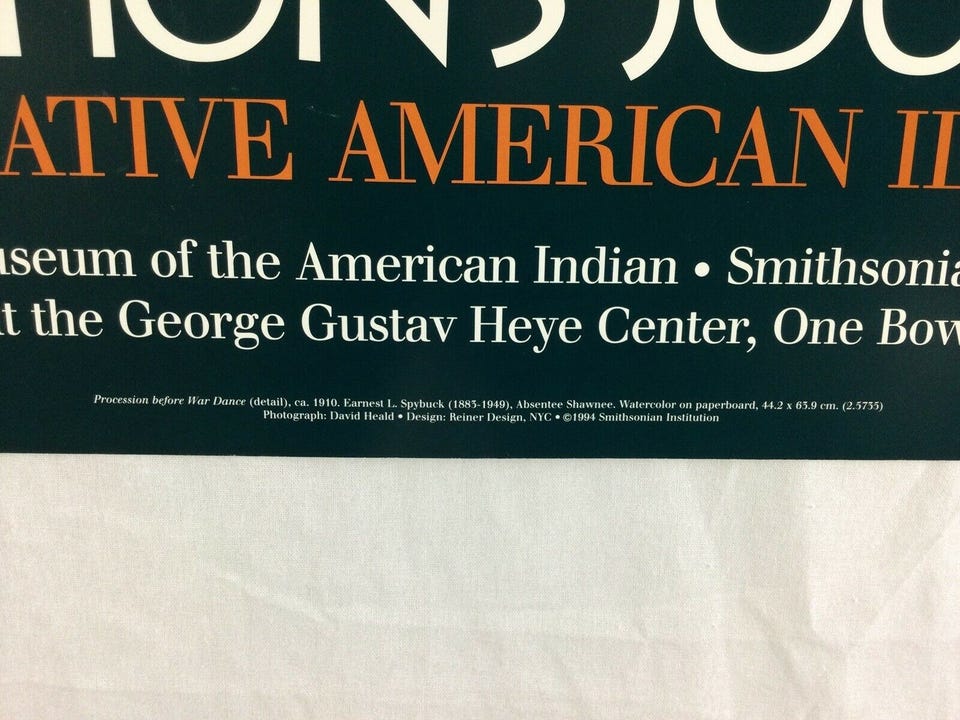 TIONS JOU
ATIVE AMERICAN I
useum of the American Indian • Smithsonia
t the George Gustav Heye Center, One Bow
Procession before War Dance (detail), ca. 1910. Earnest L. Spybuck (1883-1949), Absentee Shawnee. Watercolor on paperboard, 44.2 x 63.9 cm. (2.5735)
Photograph: David Heald • Design: Reiner Design, NYC • ©1994 Smithsonian Institution